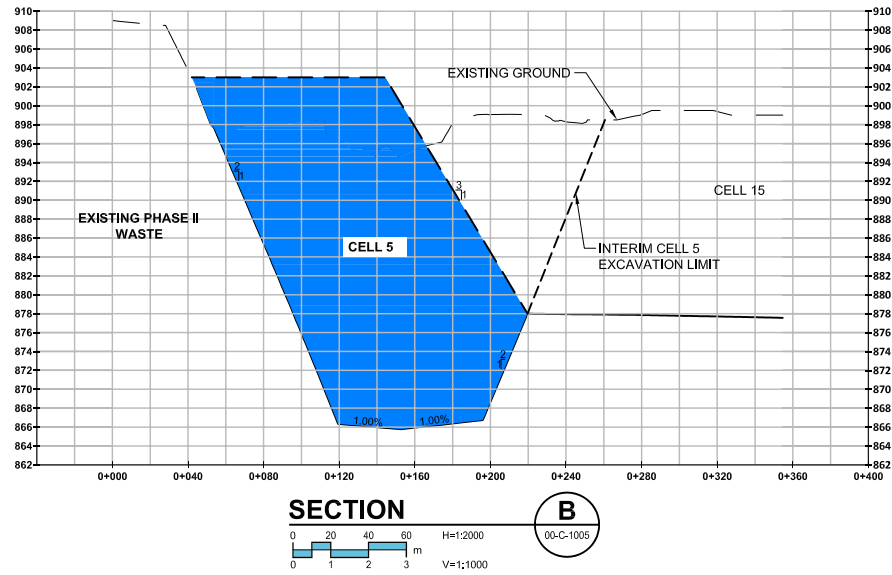 910 910
908 908
906 906
904 904
902 902
900 900
898 898
896 896
894 894
892 892
890 890
888 888
886 886
884 884
882 882
880 880
878 878
876 876
874 874
872 872
870 870
867 867
866 866
864 864
862 862
EXISTING GROUND
2
1
3
1
CELL 15
EXISTING PHASE II
WASTE
CELL 5
INTERIM CELL 5
EXCAVATION LIMIT
2
1
1.00% 1.00%
0+000 0+040 0+080 0+120 0+160 0+200 0+240 0+280 0+320 0+360 0+400
SECTION
B
00-C-1005
0 20 40 60
m
0 1 2 3
H=1:2000
V=1:1000